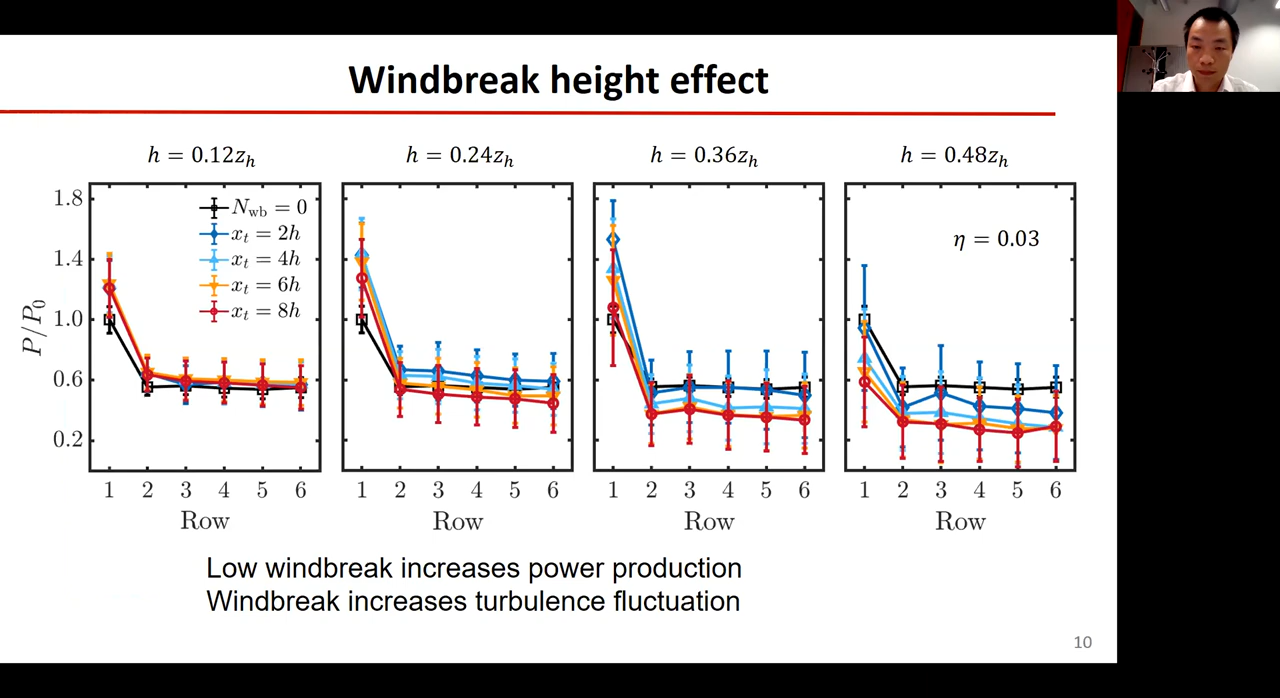 Windbreak height effect
h = 0.12z_h
h = 0.24z_h
h = 0.36z_h
h = 0.48z_h
P/P_0
1.8
1.4
1.0
0.6
0.2
N_wb = 0
x_t = 2h
x_t = 4h
x_t = 6h
x_t = 8h
η = 0.03
1 2 3 4 5 6
1 2 3 4 5 6
1 2 3 4 5 6
1 2 3 4 5 6
Row
Row
Row
Row
Low windbreak increases power production
Windbreak increases turbulence fluctuation
10